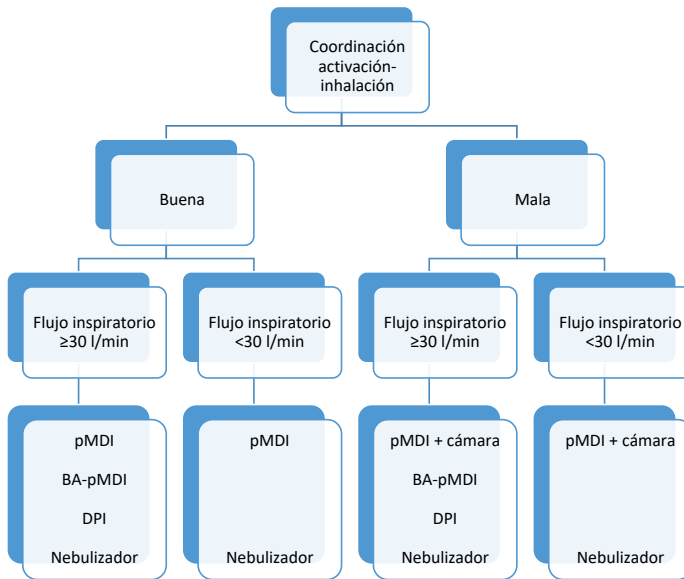 Coordinación
activación-
inhalación
Buena
Mala
Flujo inspiratorio
≥30 l/min
Flujo inspiratorio
<30 l/min
Flujo inspiratorio
≥30 l/min
Flujo inspiratorio
<30 l/min
pMDI
BA-pMDI
DPI
Nebulizador
pMDI
Nebulizador
pMDI + cámara
BA-pMDI
DPI
Nebulizador
pMDI + cámara
Nebulizador